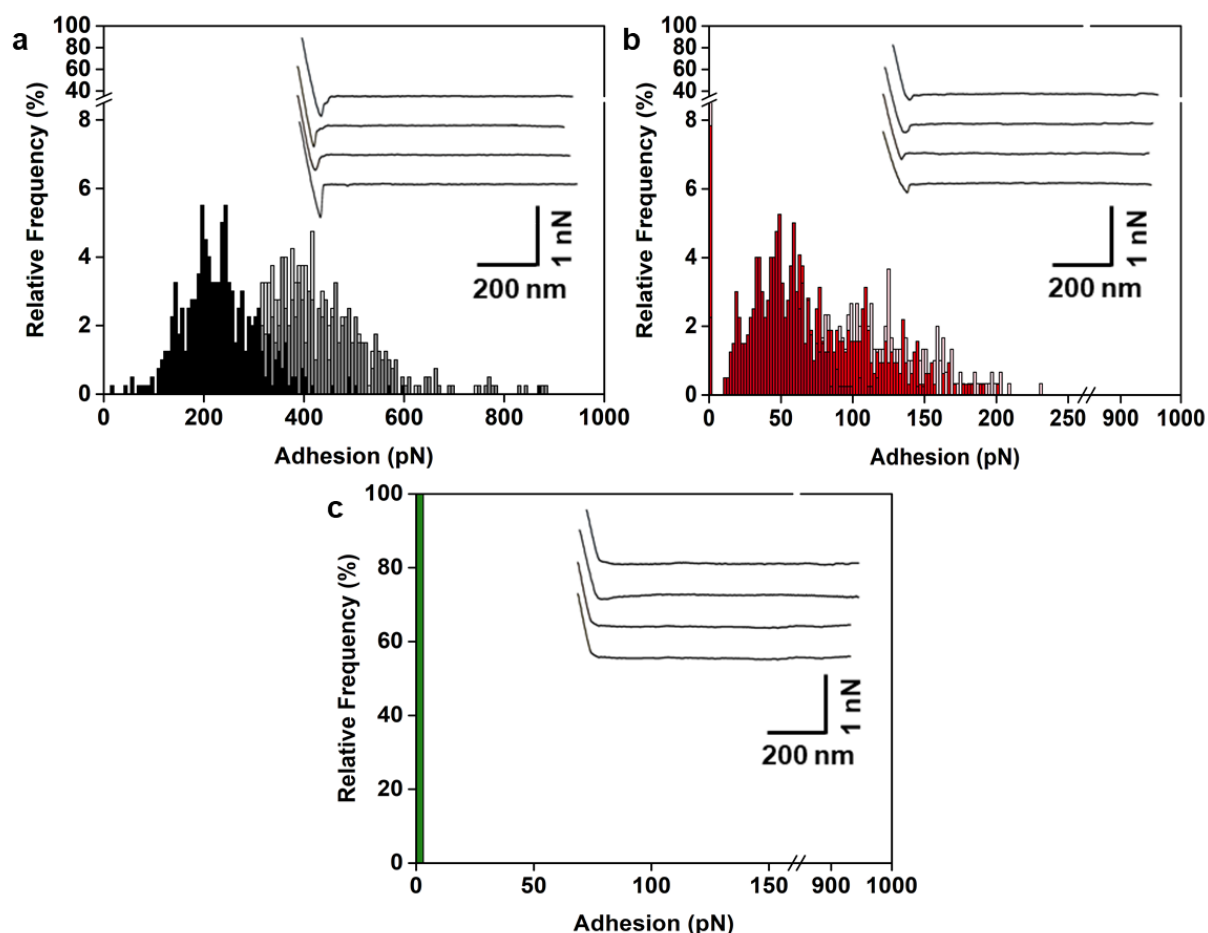 a
100
80
60
40
8
6
4
2
0
Relative Frequency (%)
0 200 400 600 800 1000
Adhesion (pN)
200 nm
1 nN
b
100
80
60
40
8
6
4
2
0
Relative Frequency (%)
0 50 100 150 200 250 900 1000
Adhesion (pN)
200 nm
1 nN
c
100
80
60
40
20
0
Relative Frequency (%)
0 50 100 150 900 1000
Adhesion (pN)
200 nm
1 nN